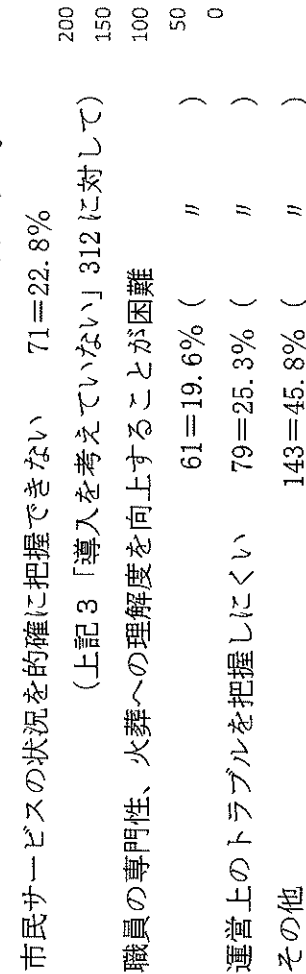 市民サービスの状況を的確に把握できない 71=22.8%
(上記3「導入を考えていない」312に対して)
職員の専門性、火葬への理解度を向上することが困難
61=19.6% ( 〃 )
運営上のトラブルを把握しにくい 79=25.3% ( 〃 )
その他 143=45.8% ( 〃 )
200
150
100
50
0